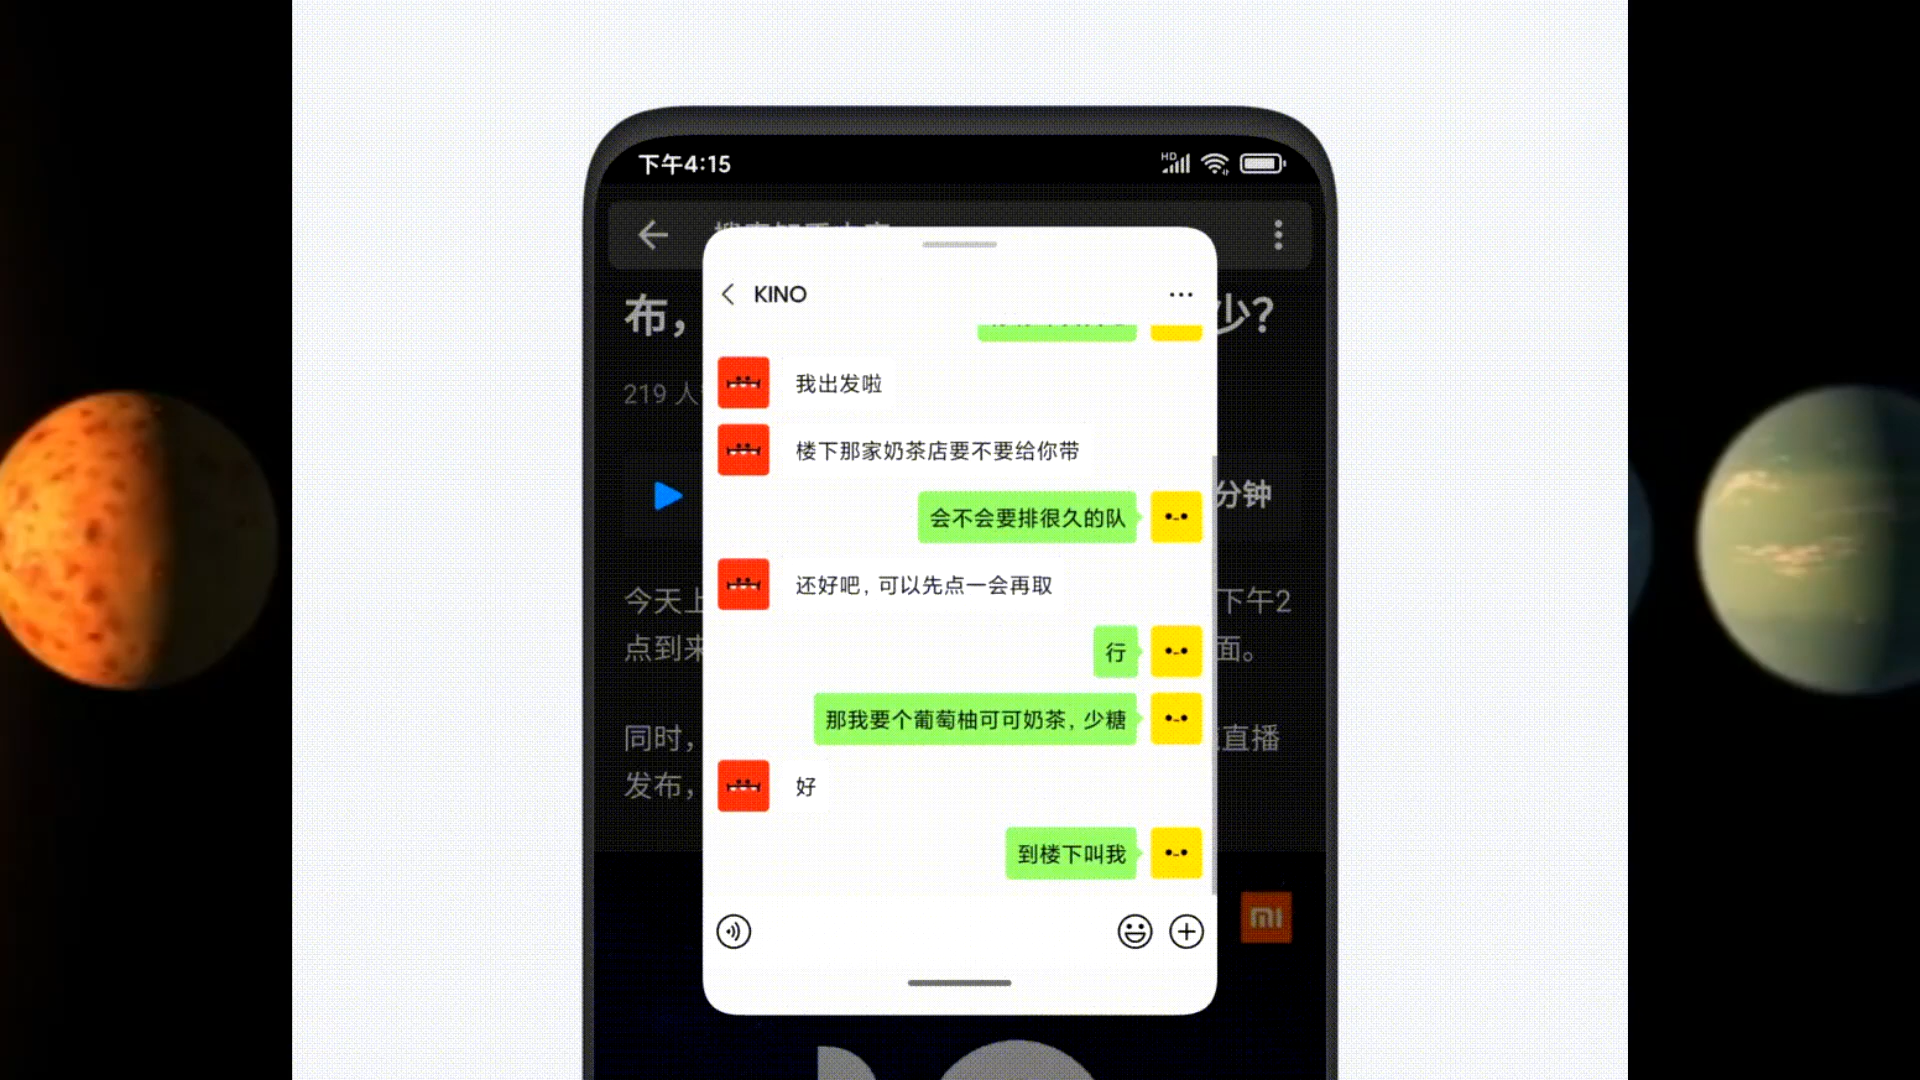 下午4:15
HD
KINO
布，
少？
219 人
我出发啦
楼下那家奶茶店要不要给你带
分钟
会不会要排很久的队
还好吧，可以先点一会再取
今天上
下午2
点到来
面。
行
那我要个葡萄柚可可奶茶，少糖
同时，
直播
发布，
好
到楼下叫我
mi